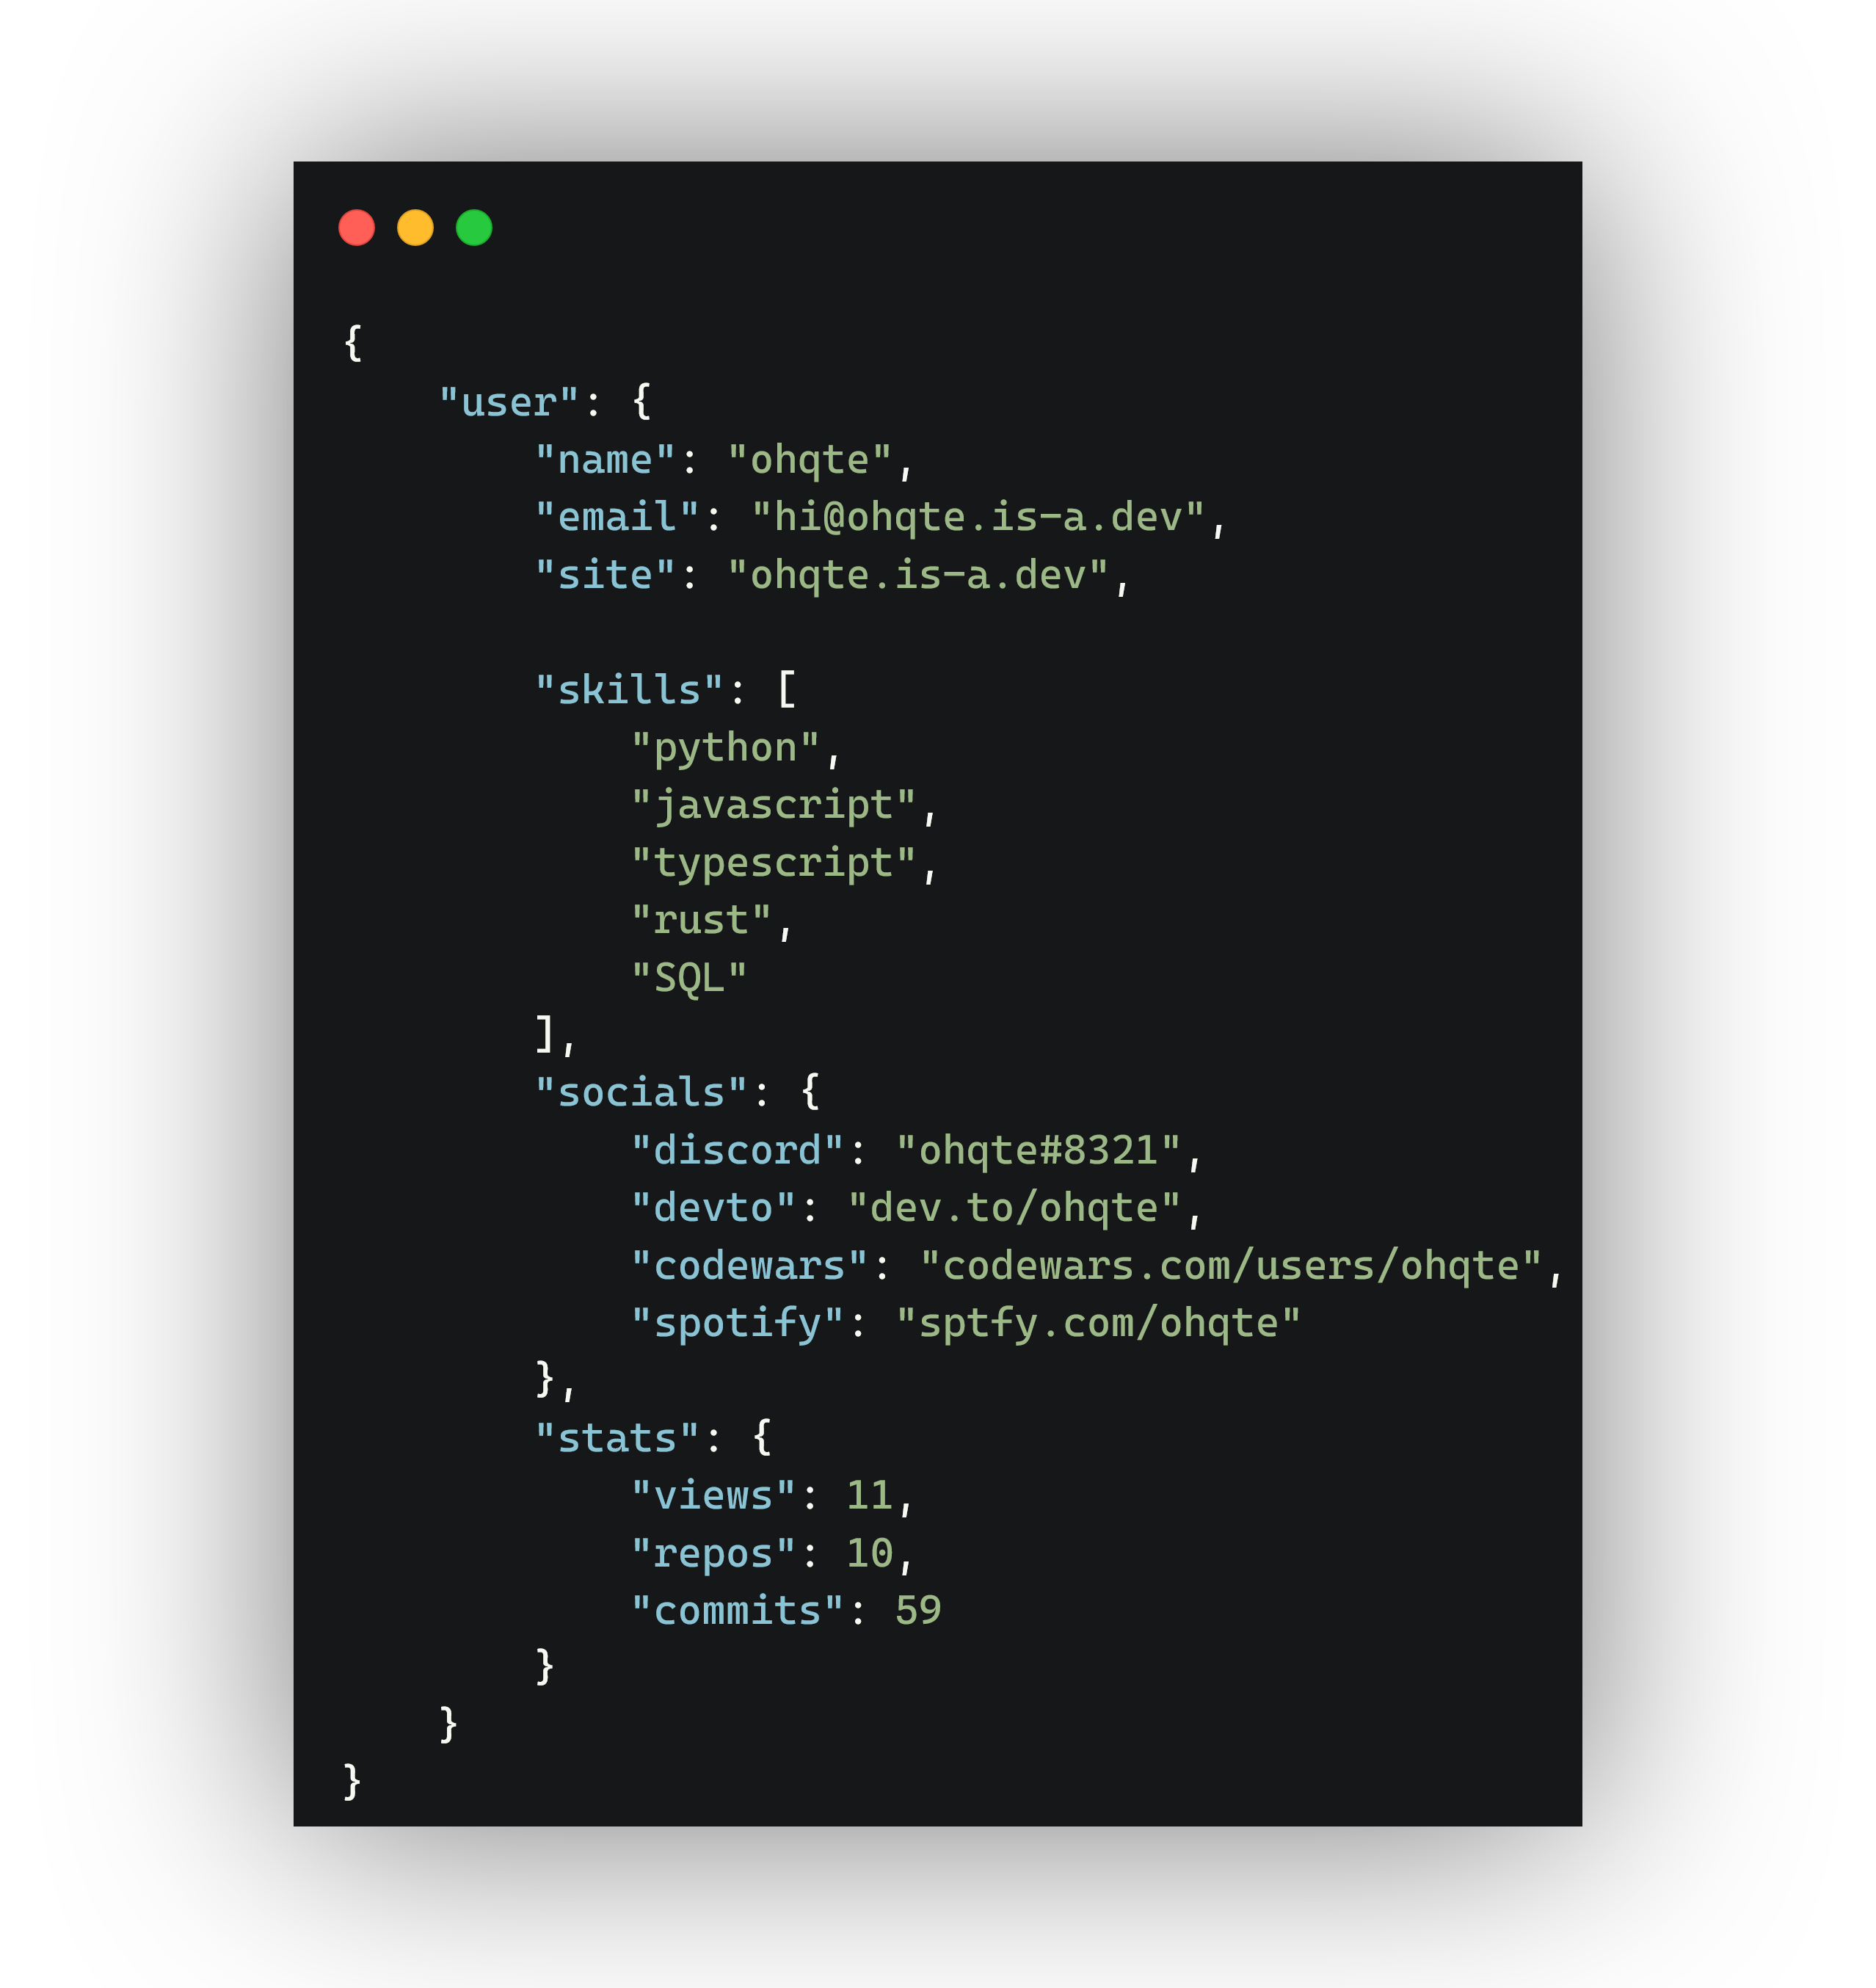 {
    "user": {
        "name": "ohqte",
        "email": "hi@ohqte.is-a.dev",
        "site": "ohqte.is-a.dev",

        "skills": [
            "python",
            "javascript",
            "typescript",
            "rust",
            "SQL"
        ],
        "socials": {
            "discord": "ohqte#8321",
            "devto": "dev.to/ohqte",
            "codewars": "codewars.com/users/ohqte",
            "spotify": "sptfy.com/ohqte"
        },
        "stats": {
            "views": 11,
            "repos": 10,
            "commits": 59
        }
    }
}